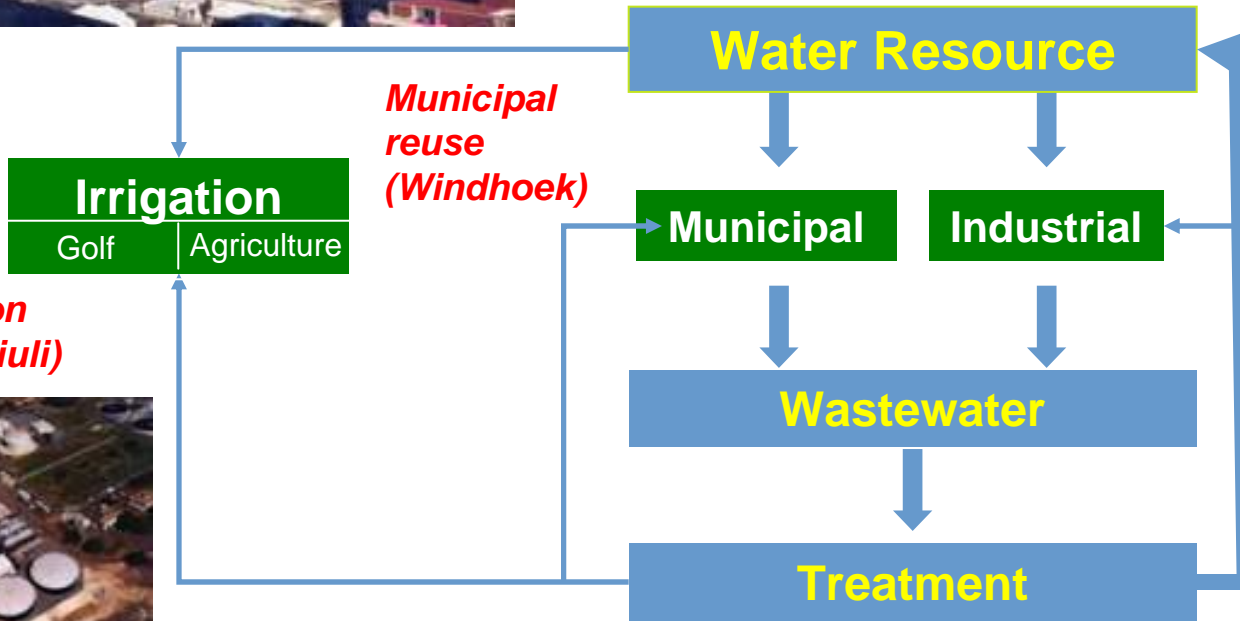 Water Resource
Municipal
reuse
(Windhoek)
Irrigation
Golf Agriculture
Municipal
Industrial
Wastewater
Treatment